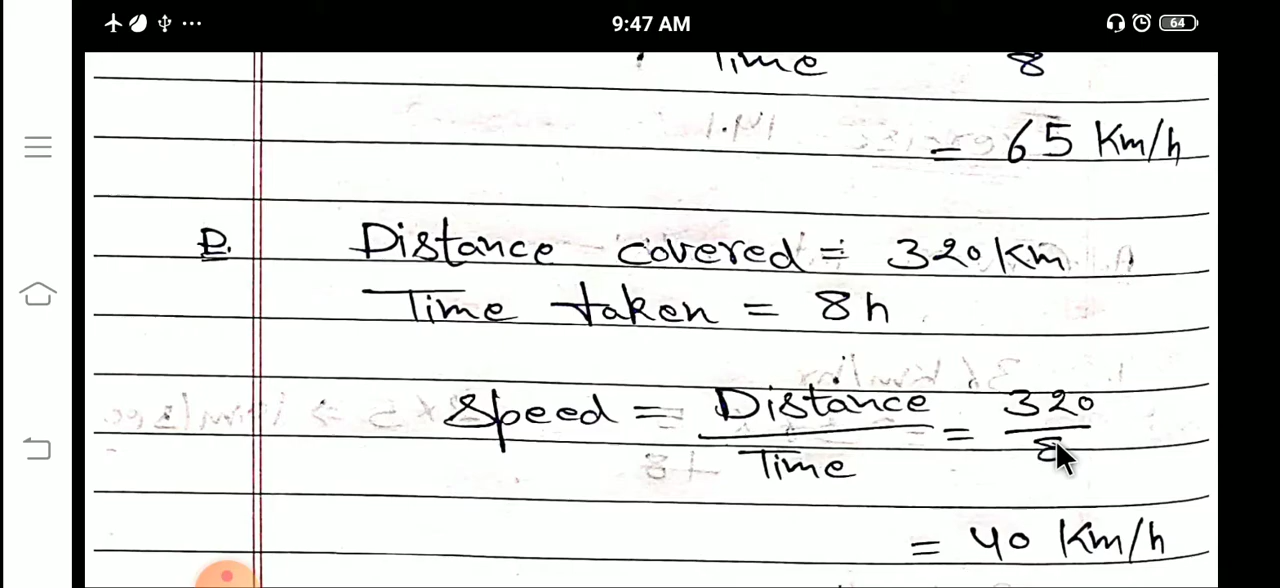 9:47 AM
64
Time 8
= 65 Km/h
D. Distance covered = 320 Km
Time taken = 8h
Speed = Distance/Time = 320/8
= 40 Km/h